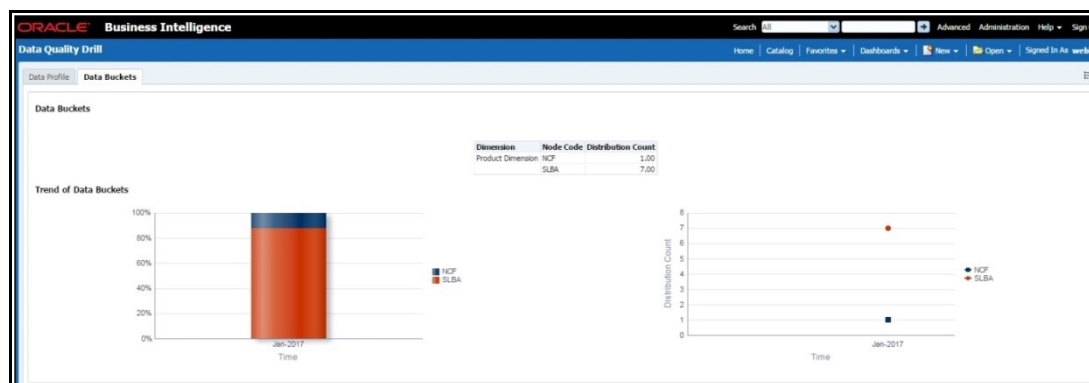 ORACLE Business Intelligence
Search All Advanced Administration Help Sign
Data Quality Drill
Home Catalog Favorites Dashboards New Open Signed In As web
Data Profile Data Buckets
Data Buckets
Dimension Node Code Distribution Count
Product Dimension NCF 1.00
SLBA 7.00
Trend of Data Buckets
100%
80%
60%
40%
20%
0%
Jan-2017
Time
NCF
SLBA
Distribution Count
8
7
6
5
4
3
2
1
0
Jan-2017
Time
NCF
SLBA